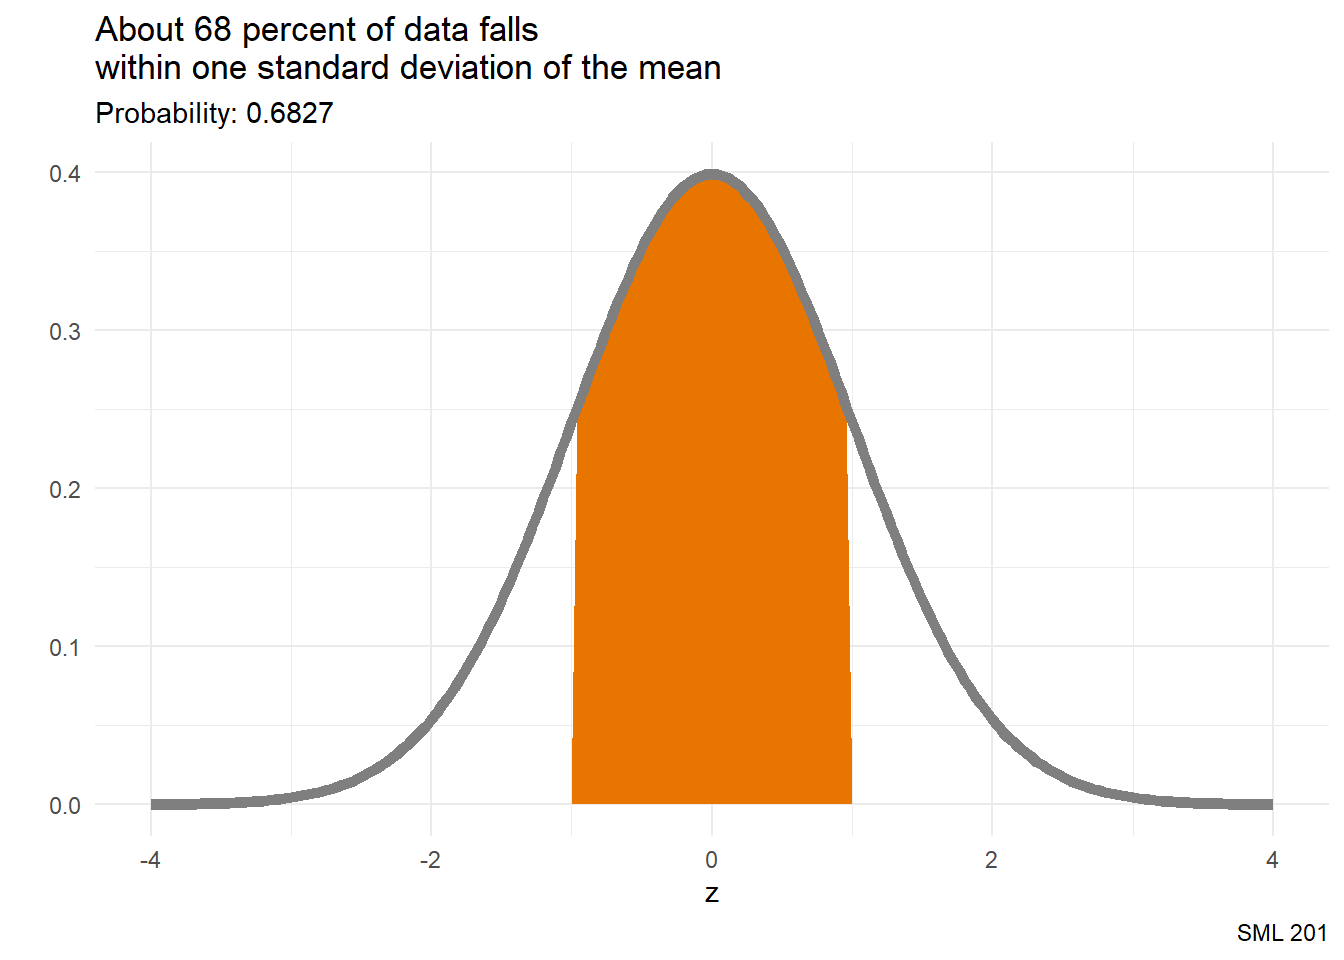 About 68 percent of data falls
within one standard deviation of the mean
Probability: 0.6827
0.4
0.3
0.2
0.1
0.0
-4 -2 0 2 4
z
SML 201